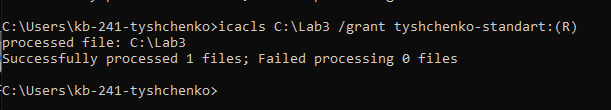 C:\Users\kb-241-tyshchenko>icacls C:\Lab3 /grant tyshchenko-standart:(R)
processed file: C:\Lab3
Successfully processed 1 files; Failed processing 0 files
C:\Users\kb-241-tyshchenko>